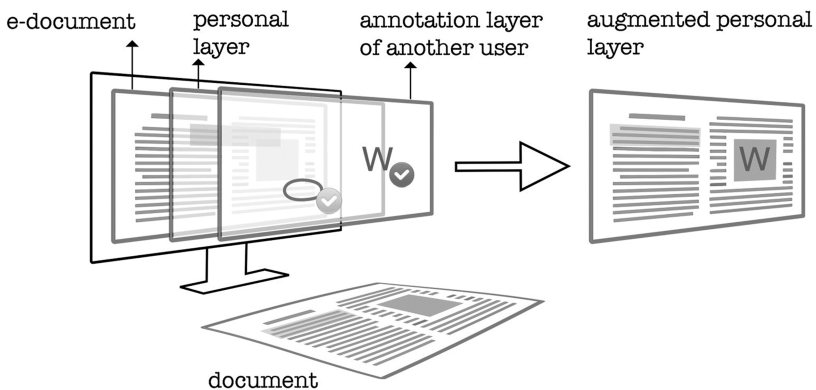 e-document
personal
layer
annotation layer
of another user
augmented personal
layer
W
W
document